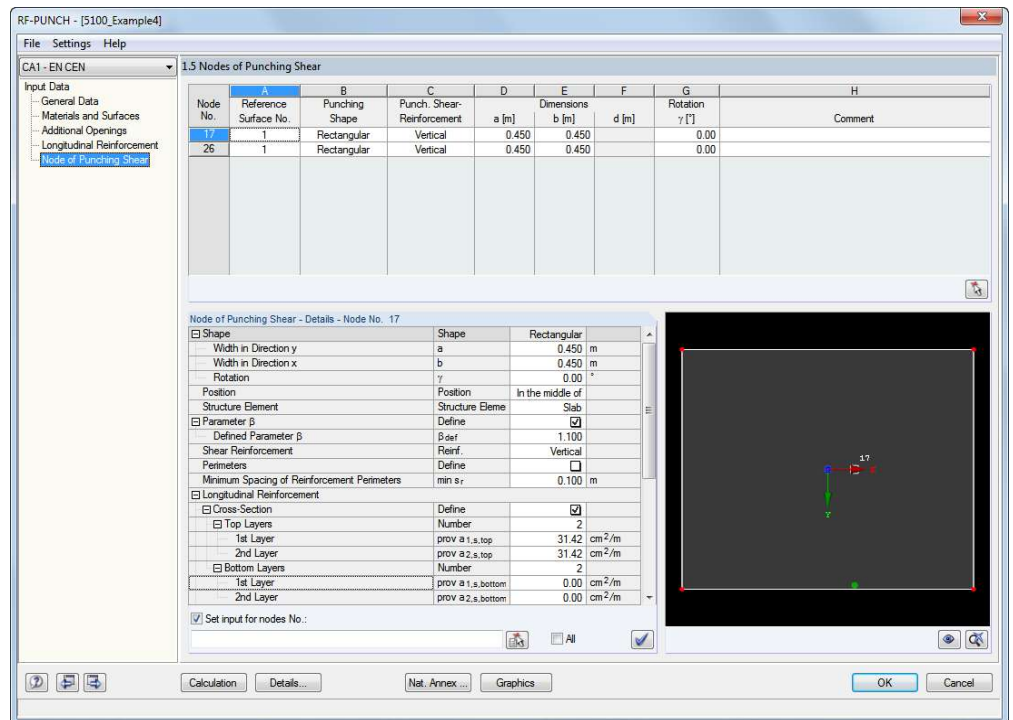 RF-PUNCH - [5100_Example4]
File Settings Help
CA1 - EN CEN
1.5 Nodes of Punching Shear
Input Data
General Data
Materials and Surfaces
Additional Openings
Longitudinal Reinforcement
Node of Punching Shear
A B C D E F G H
Node Reference Punching Punch. Shear- Dimensions Rotation
No. Surface No. Shape Reinforcement a [m] b [m] d [m] γ [°] Comment
17 1 Rectangular Vertical 0.450 0.450 0.00
26 1 Rectangular Vertical 0.450 0.450 0.00
Node of Punching Shear - Details - Node No. 17
Shape Shape Rectangular
Width in Direction y a 0.450 m
Width in Direction x b 0.450 m
Rotation γ 0.00 °
Position Position In the middle of
Structure Element Structure Eleme Slab
Parameter β Define
Defined Parameter β β def 1.100
Shear Reinforcement Reinf. Vertical
Perimeters Define
Minimum Spacing of Reinforcement Perimeters min sr 0.100 m
Longitudinal Reinforcement
Cross-Section Define
Top Layers Number 2
1st Layer prov a 1,s,top 31.42 cm2/m
2nd Layer prov a 2,s,top 31.42 cm2/m
Bottom Layers Number 2
1st Layer prov a 1,s,bottom 0.00 cm2/m
2nd Layer prov a 2,s,bottom 0.00 cm2/m
17
X
Y
Set input for nodes No.:
All
Calculation Details... Nat. Annex ... Graphics OK Cancel